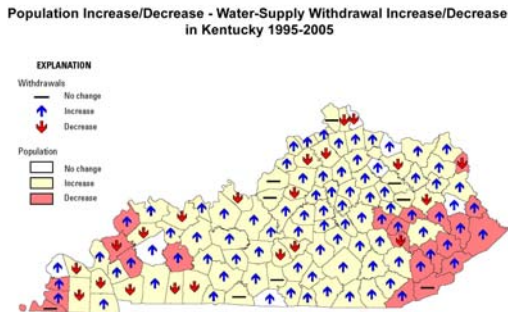 Population Increase/Decrease - Water-Supply Withdrawal Increase/Decrease
in Kentucky 1995-2005
EXPLANATION
Withdrawals
No change
Increase
Decrease
Population
No change
Increase
Decrease